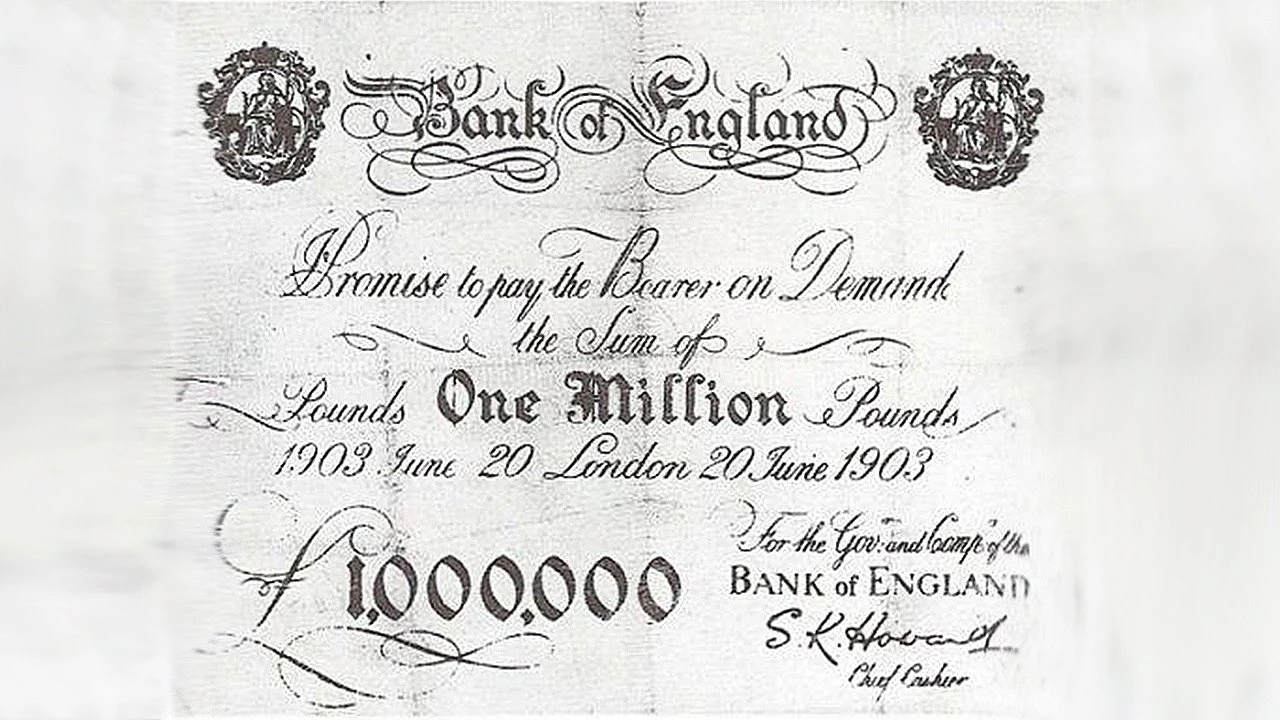 Bank of England
I Promise to pay the Bearer on Demand
the Sum of
Pounds One Million Pounds
1903 June 20 London 20 June 1903
£1,000,000
For the Govr. and Compa. of the
BANK of ENGLAND
S. K. Howard
Chief Cashier